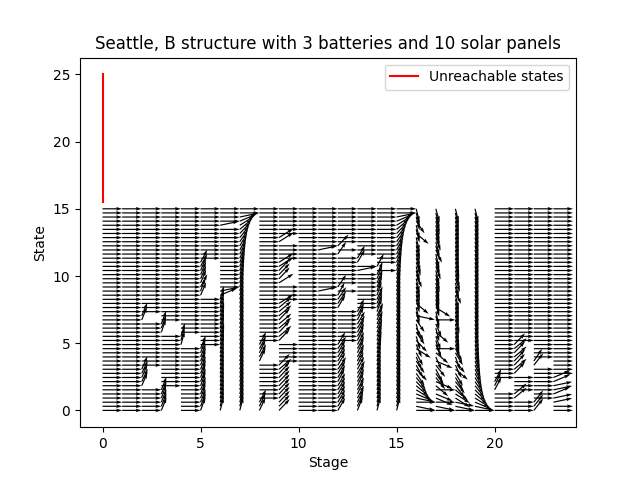 Seattle, B structure with 3 batteries and 10 solar panels
Unreachable states
25
20
15
10
5
0
State
0 5 10 15 20
Stage